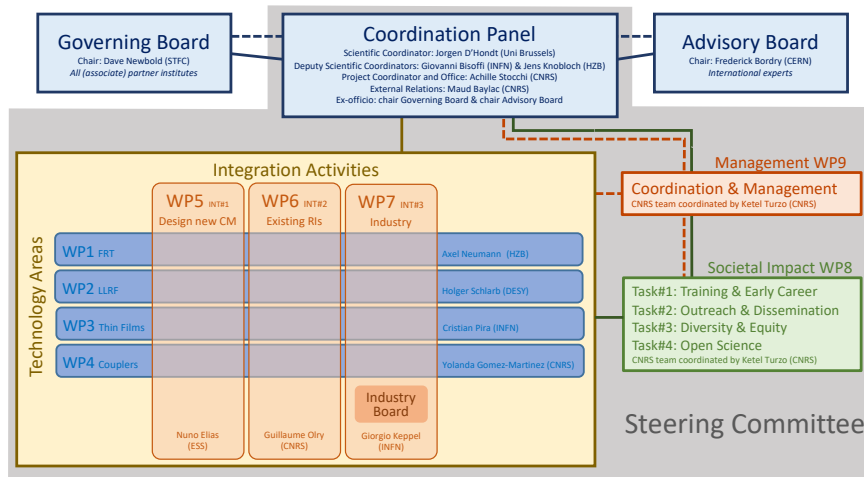 Governing Board
Chair: Dave Newbold (STFC)
All (associate) partner institutes
Coordination Panel
Scientific Coordinator: Jorgen D'Hondt (Uni Brussels)
Deputy Scientific Coordinators: Giovanni Bisoffi (INFN) & Jens Knobloch (HZB)
Project Coordinator and Office: Achille Stocchi (CNRS)
External Relations: Maud Baylac (CNRS)
Ex-officio: chair Governing Board & chair Advisory Board
Advisory Board
Chair: Frederick Bordry (CERN)
International experts
Integration Activities
Technology Areas
WP5 INT#1
Design new CM
WP6 INT#2
Existing RIs
WP7 INT#3
Industry
WP1 FRT
Axel Neumann (HZB)
WP2 LLRF
Holger Schlarb (DESY)
WP3 Thin Films
Cristian Pira (INFN)
WP4 Couplers
Yolanda Gomez-Martinez (CNRS)
Industry
Board
Nuno Elias
(ESS)
Guillaume Olry
(CNRS)
Giorgio Keppel
(INFN)
Management WP9
Coordination & Management
CNRS team coordinated by Ketel Turzo (CNRS)
Societal Impact WP8
Task#1: Training & Early Career
Task#2: Outreach & Dissemination
Task#3: Diversity & Equity
Task#4: Open Science
CNRS team coordinated by Ketel Turzo (CNRS)
Steering Committee